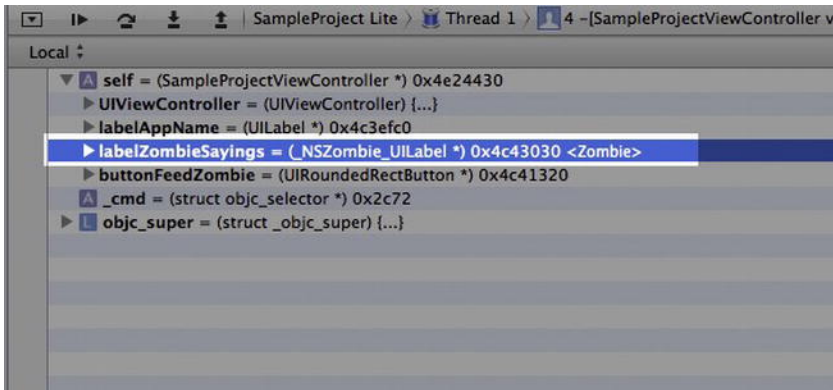 SampleProject Lite 〉 Thread 1 〉 4 -[SampleProjectViewController v
Local
A self = (SampleProjectViewController *) 0x4e24430
UIViewController = (UIViewController) {...}
labelAppName = (UILabel *) 0x4c3efc0
labelZombieSayings = (_NSZombie_UILabel *) 0x4c43030 <Zombie>
buttonFeedZombie = (UIRoundedRectButton *) 0x4c41320
A _cmd = (struct objc_selector *) 0x2c72
L objc_super = (struct _objc_super) {...}